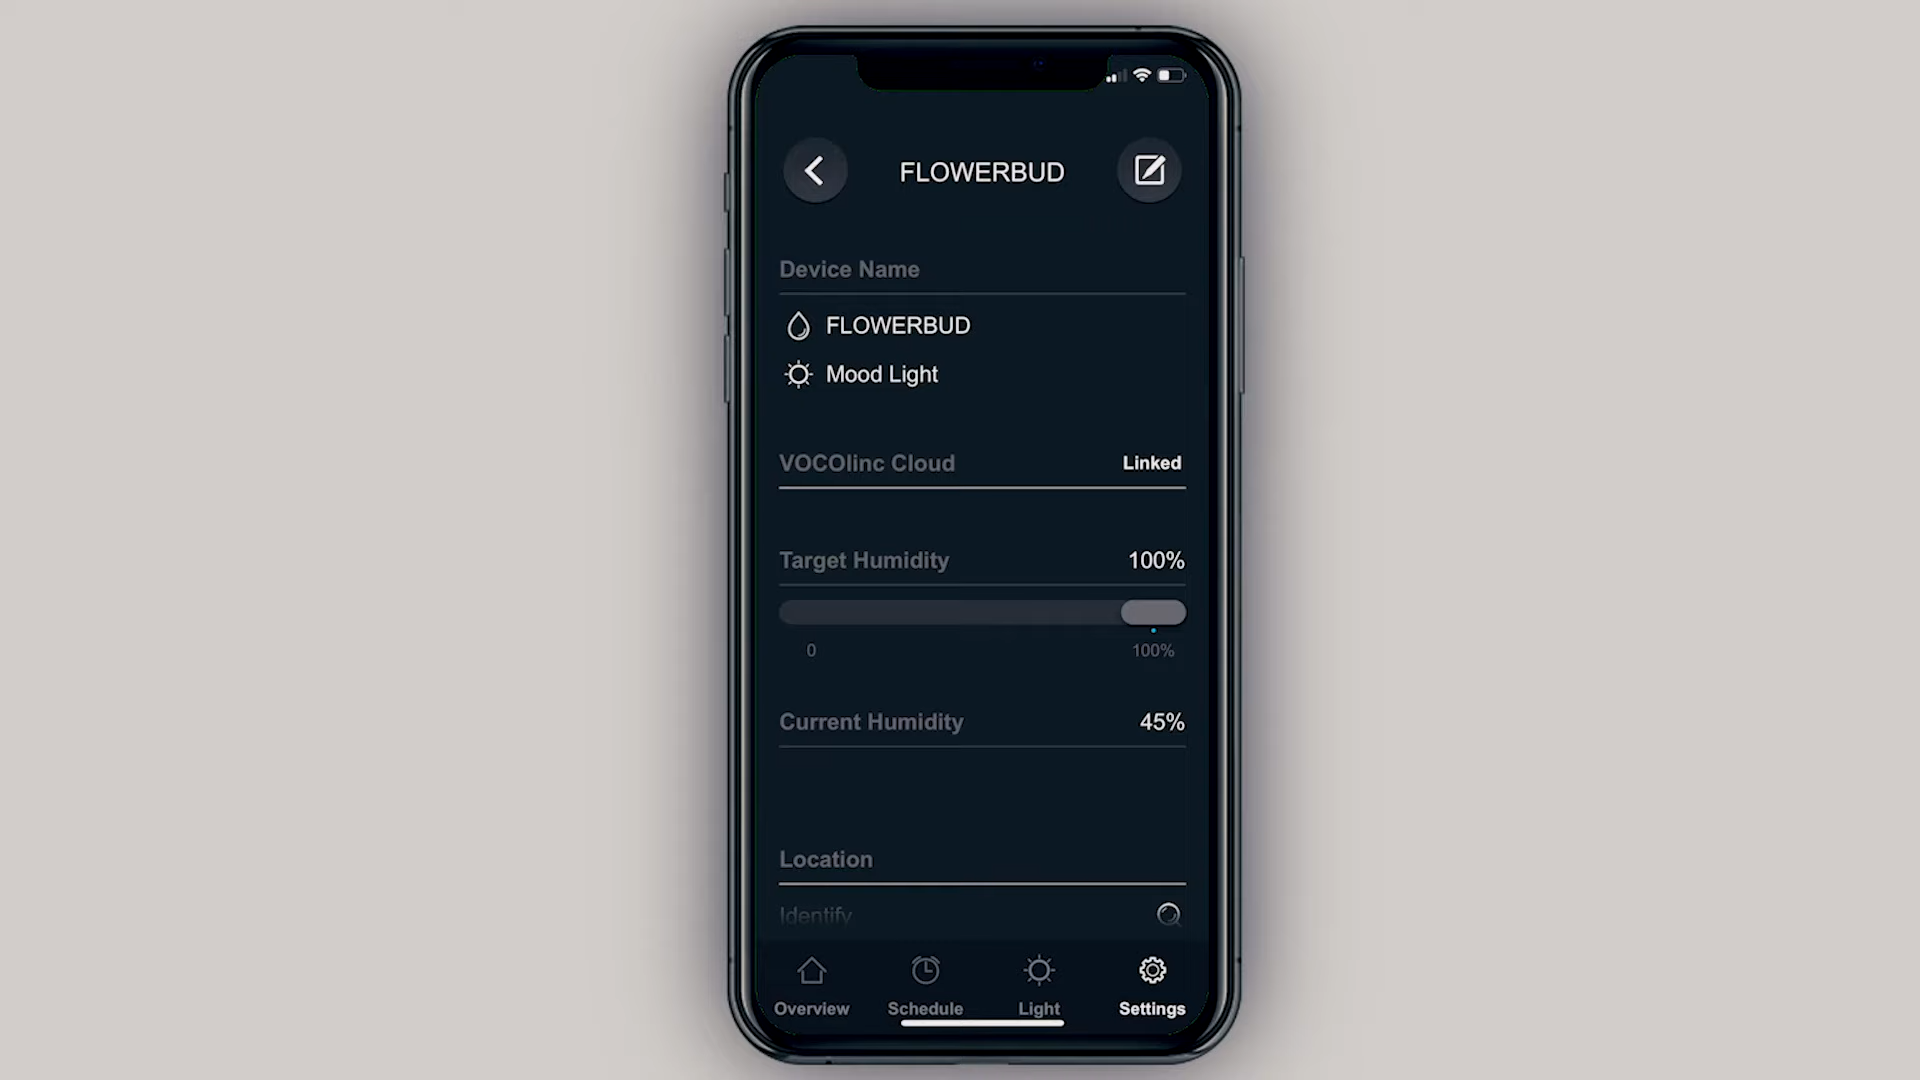 FLOWERBUD
Device Name
FLOWERBUD
Mood Light
VOCOlinc Cloud Linked
Target Humidity 100%
0 100%
Current Humidity 45%
Location
Identify
Overview Schedule Light Settings